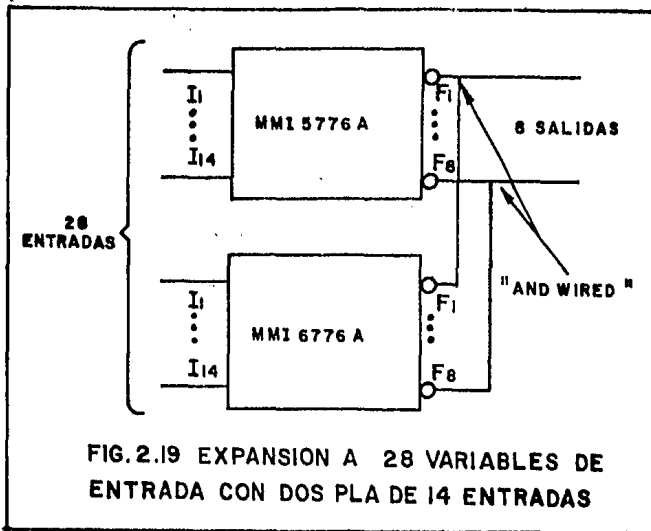 28
ENTRADAS
I1
I14
MMI 5776 A
F1
F8
8 SALIDAS
"AND WIRED"
I1
I14
MMI 6776 A
F1
F8
FIG. 2.19 EXPANSION A 28 VARIABLES DE
ENTRADA CON DOS PLA DE 14 ENTRADAS